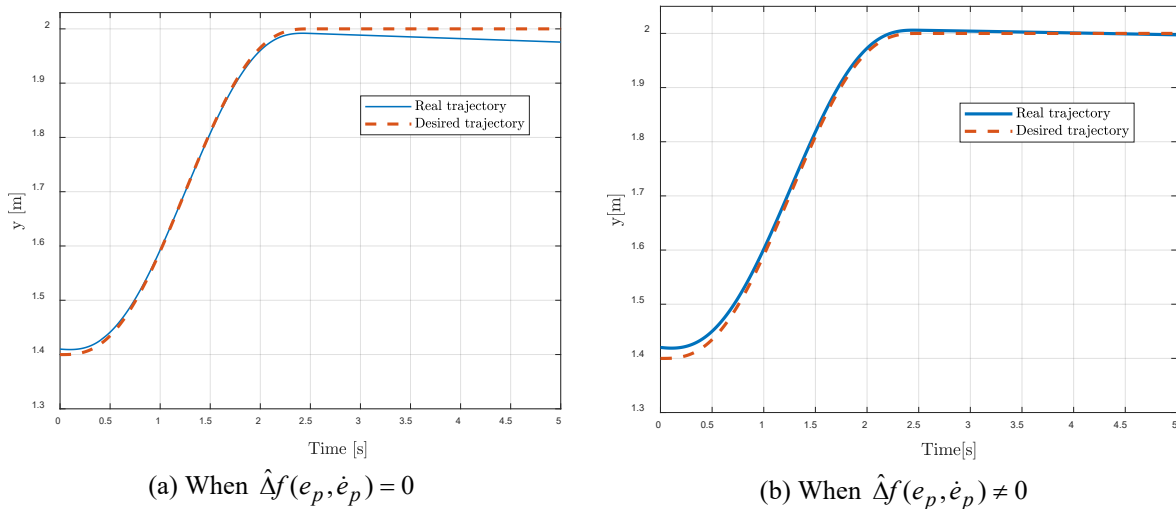 2
1.9
1.8
1.7
1.6
1.5
1.4
1.3
y [m]
Real trajectory
Desired trajectory
0 0.5 1 1.5 2 2.5 3 3.5 4 4.5 5
Time [s]
(a) When Δ̂f(e_p, ė_p) = 0
2
1.9
1.8
1.7
1.6
1.5
1.4
1.3
y[m]
Real trajectory
Desired trajectory
0 0.5 1 1.5 2 2.5 3 3.5 4 4.5 5
Time[s]
(b) When Δ̂f(e_p, ė_p) ≠ 0